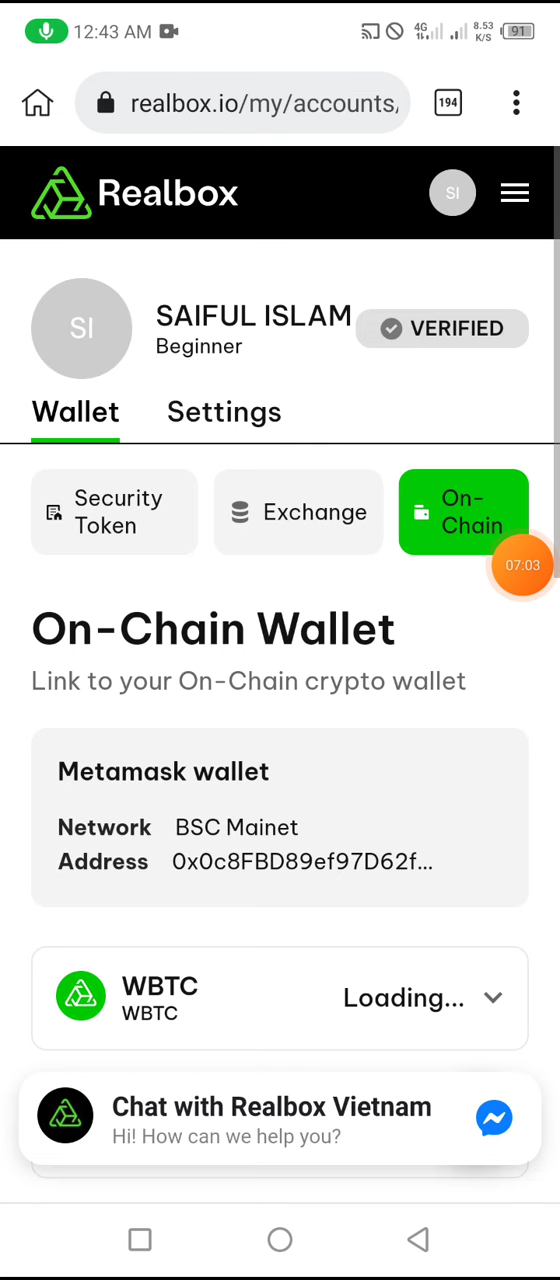 12:43 AM
4G
8.53 K/S
91
realbox.io/my/accounts,
194
Realbox
SI
SI
SAIFUL ISLAM
Beginner
VERIFIED
Wallet
Settings
Security Token
Exchange
On-Chain
07:03
On-Chain Wallet
Link to your On-Chain crypto wallet
Metamask wallet
Network BSC Mainet
Address 0x0c8FBD89ef97D62f...
WBTC
WBTC
Loading...
Chat with Realbox Vietnam
Hi! How can we help you?